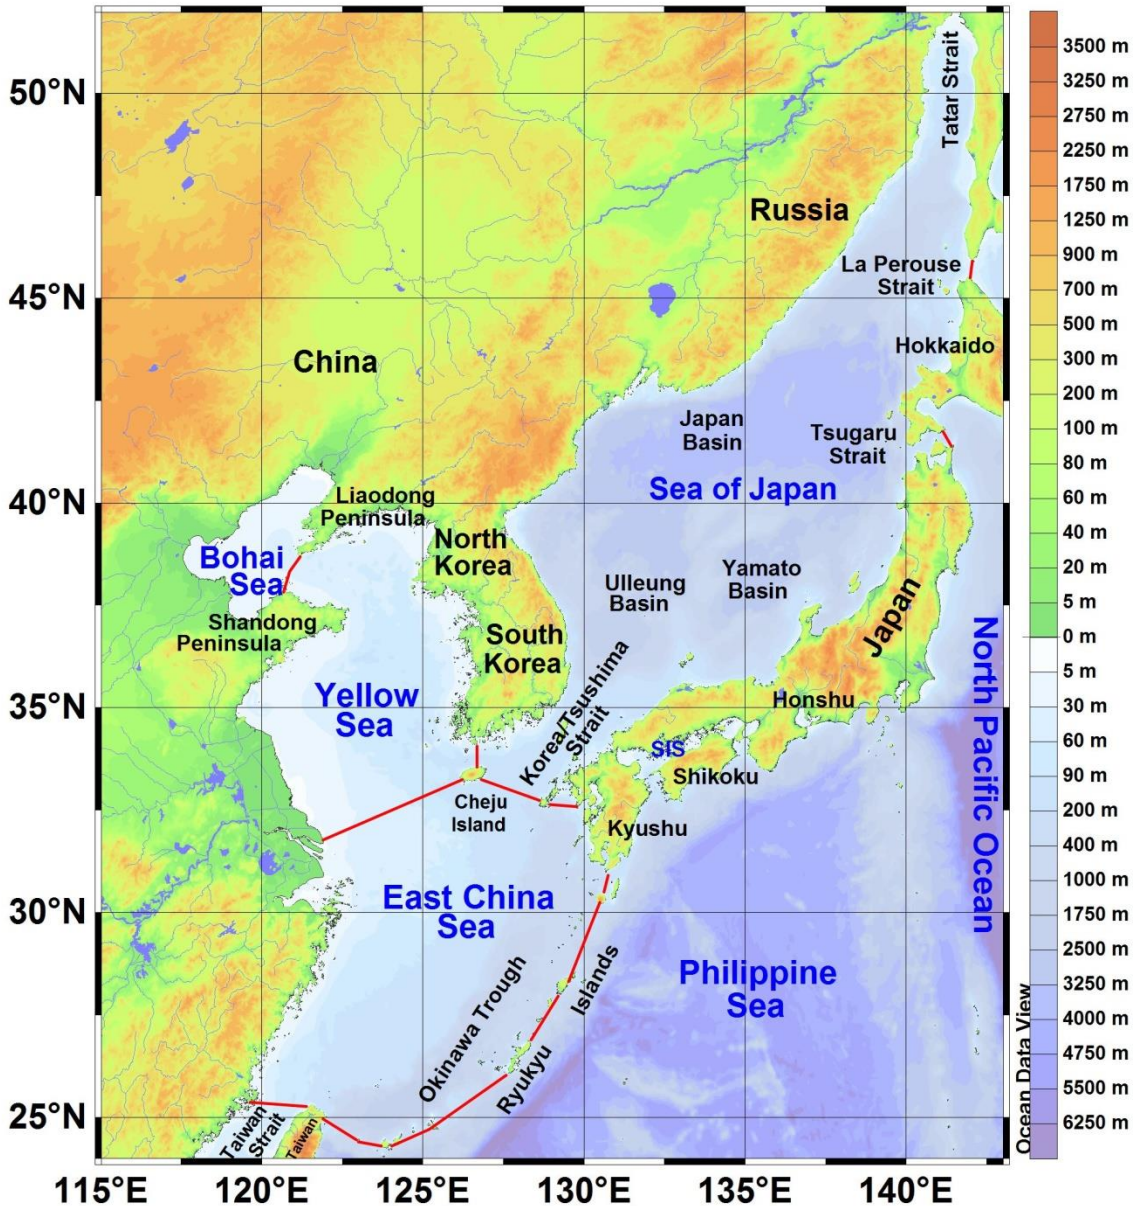 50°N
45°N
40°N
35°N
30°N
25°N
115°E
120°E
125°E
130°E
135°E
140°E
Tatar Strait
Russia
La Perouse
Strait
Hokkaido
China
Japan
Basin
Tsugaru
Strait
Sea of Japan
Liaodong
Peninsula
North
Korea
Bohai
Sea
Ulleung
Basin
Yamato
Basin
Shandong
Peninsula
South
Korea
Japan
Yellow
Sea
Korea/Tsushima
Strait
Honshu
SIS
Shikoku
Cheju
Island
Kyushu
North Pacific Ocean
East China
Sea
Philippine
Sea
Okinawa Trough
Ryukyu
Islands
Taiwan
Strait
Taiwan
Ocean Data View
3500 m
3250 m
2750 m
2250 m
1750 m
1250 m
900 m
700 m
500 m
300 m
200 m
100 m
80 m
60 m
40 m
20 m
5 m
0 m
5 m
30 m
60 m
90 m
200 m
400 m
1000 m
1750 m
2500 m
3250 m
4000 m
4750 m
5500 m
6250 m